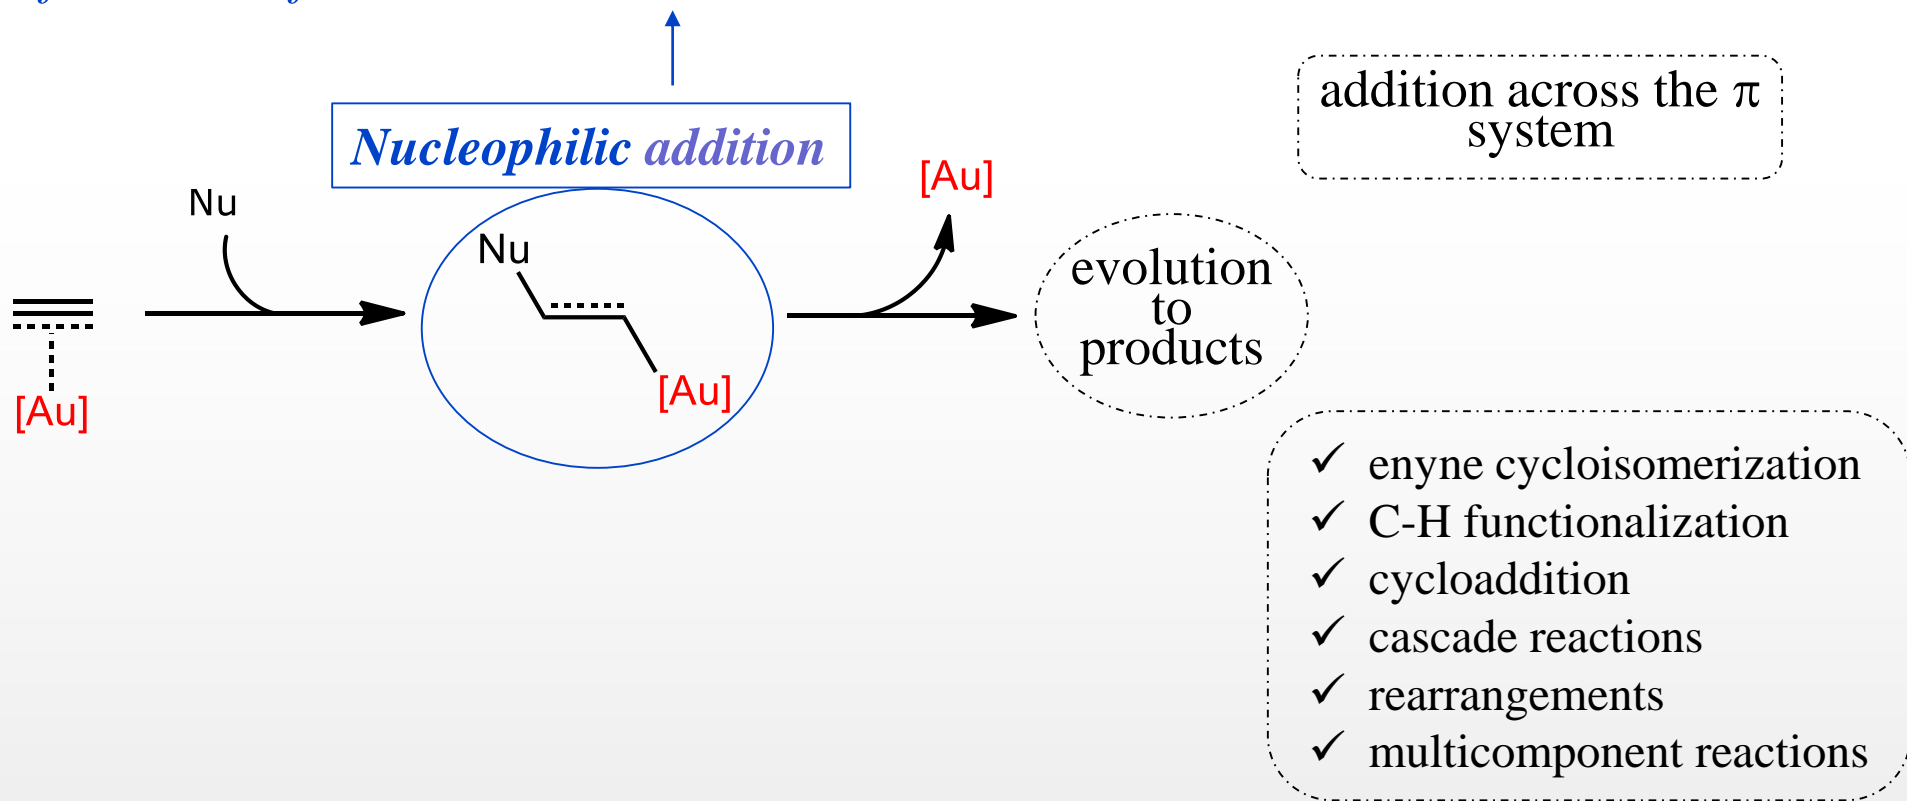 addition across the π
system
Nucleophilic addition
[Au]
Nu
Nu
[Au]
[Au]
evolution
to
products
✓ enyne cycloisomerization
✓ C-H functionalization
✓ cycloaddition
✓ cascade reactions
✓ rearrangements
✓ multicomponent reactions